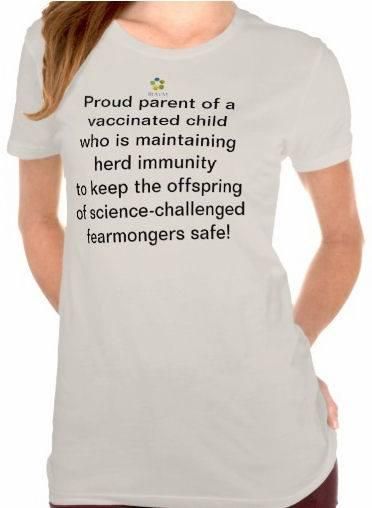 Proud parent of a
vaccinated child
who is maintaining
herd immunity
to keep the offspring
of science-challenged
fearmongers safe!